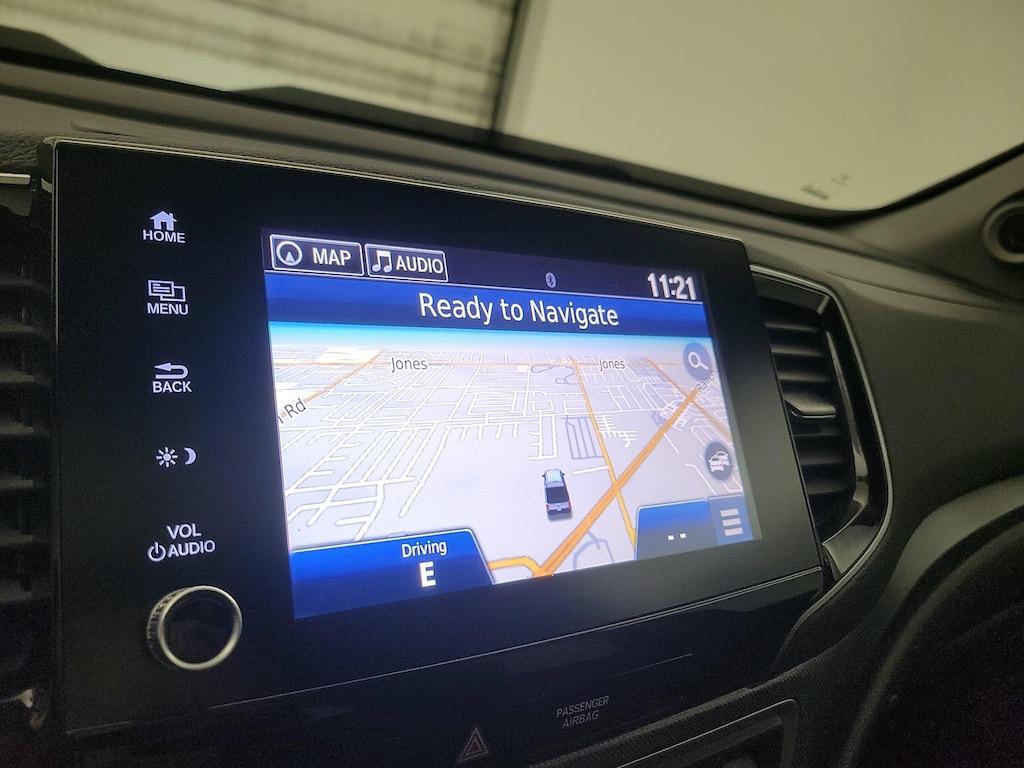 HOME
MENU
BACK
VOL
AUDIO
MAP
AUDIO
11:21
Ready to Navigate
Jones
Jones
Rd
Driving
E
--
PASSENGER
AIRBAG